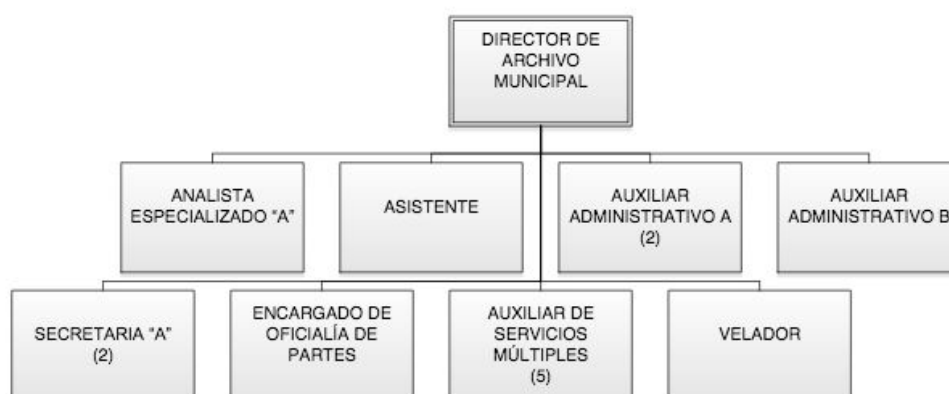 DIRECTOR DE
ARCHIVO
MUNICIPAL
ANALISTA
ESPECIALIZADO "A"
ASISTENTE
AUXILIAR
ADMINISTRATIVO A
(2)
AUXILIAR
ADMINISTRATIVO B
SECRETARIA "A"
(2)
ENCARGADO DE
OFICIALÍA DE
PARTES
AUXILIAR DE
SERVICIOS
MÚLTIPLES
(5)
VELADOR